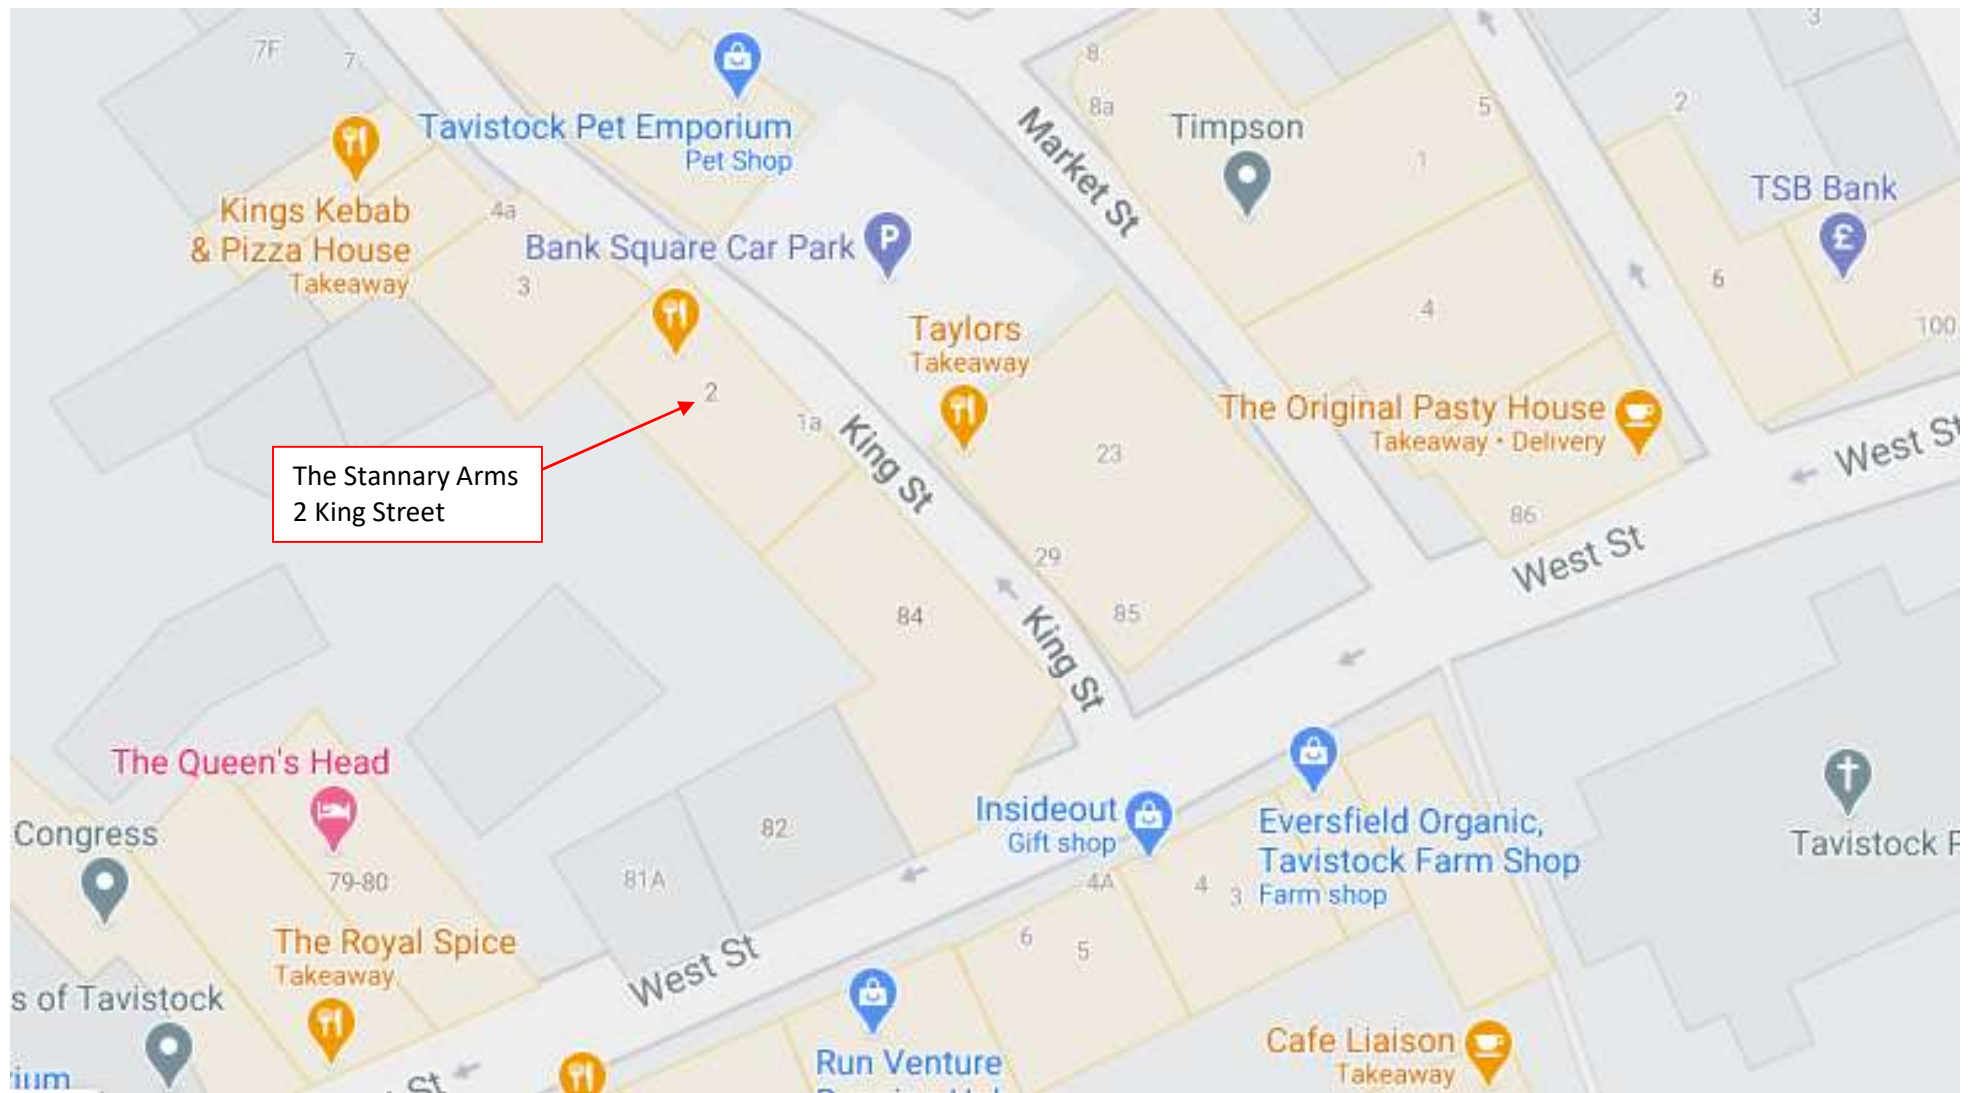 7F
7
3
8
8a
5
2
Tavistock Pet Emporium
Pet Shop
Timpson
1
Market St
TSB Bank
£
Kings Kebab
& Pizza House
Takeaway
4a
Bank Square Car Park
P
3
6
4
100
Taylors
Takeaway
2
1a
King St
The Original Pasty House
Takeaway • Delivery
West St
23
The Stannary Arms
2 King Street
86
West St
29
84
85
King St
The Queen's Head
Insideout
Gift shop
Eversfield Organic,
Tavistock Farm Shop
Farm shop
Congress
82
Tavistock
79-80
81A
4A
4
3
The Royal Spice
Takeaway
6
5
West St
s of Tavistock
Run Venture
Cafe Liaison
Takeaway
ium
St